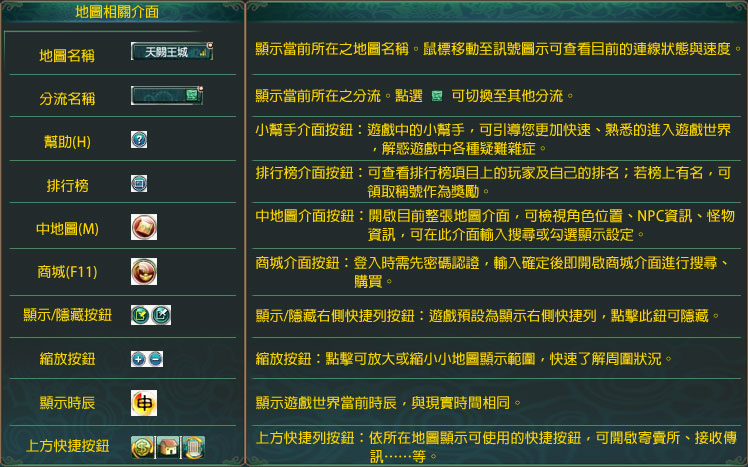 地圖相關介面
地圖名稱
天闕王城
顯示當前所在之地圖名稱。鼠標移動至訊號圖示可查看目前的連線狀態與速度。
分流名稱
顯示當前所在之分流。點選 可切換至其他分流。
幫助(H)
小幫手介面按鈕：遊戲中的小幫手，可引導您更加快速、熟悉的進入遊戲世界
，解惑遊戲中各種疑難雜症。
排行榜
排行榜介面按鈕：可查看排行榜項目上的玩家及自己的排名；若榜上有名，可
領取稱號作為獎勵。
中地圖(M)
中地圖介面按鈕：開啟目前整張地圖介面，可檢視角色位置、NPC資訊、怪物
資訊，可在此介面輸入搜尋或勾選顯示設定。
商城(F11)
商城介面按鈕：登入時需先密碼認證，輸入確定後即開啟商城介面進行搜尋、
購買。
顯示/隱藏按鈕
顯示/隱藏右側快捷列按鈕：遊戲預設為顯示右側快捷列，點擊此鈕可隱藏。
縮放按鈕
縮放按鈕：點擊可放大或縮小小地圖顯示範圍，快速了解周圍狀況。
顯示時辰
申
顯示遊戲世界當前時辰，與現實時間相同。
上方快捷按鈕
上方快捷列按鈕：依所在地圖顯示可使用的快捷按鈕，可開啟寄賣所、接收傳
訊……等。